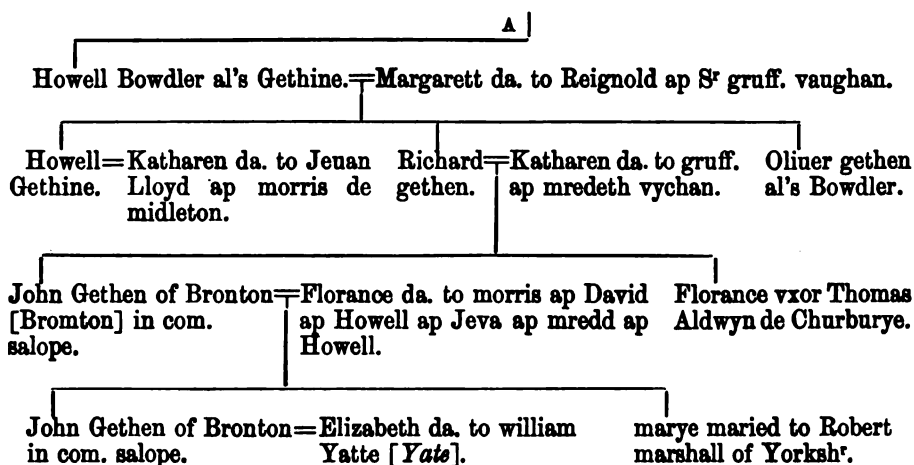 A
Howell Bowdler al's Gethine.=Margarett da. to Reignold ap Sʳ gruff. vaughan.
Howell=Katharen da. to Jeuan
Gethine. Lloyd ap morris de
midleton.
Richard=Katharen da. to gruff.
gethen. ap mredeth vychan.
Oliuer gethen
al's Bowdler.
John Gethen of Bronton=Florance da. to morris ap David
[Bromton] in com. ap Howell ap Jeva ap mredd ap
salope. Howell.
Florance vxor Thomas
Aldwyn de Churburye.
John Gethen of Bronton=Elizabeth da. to william
in com. salope. Yatte [Yate].
marye maried to Robert
marshall of Yorkshʳ.